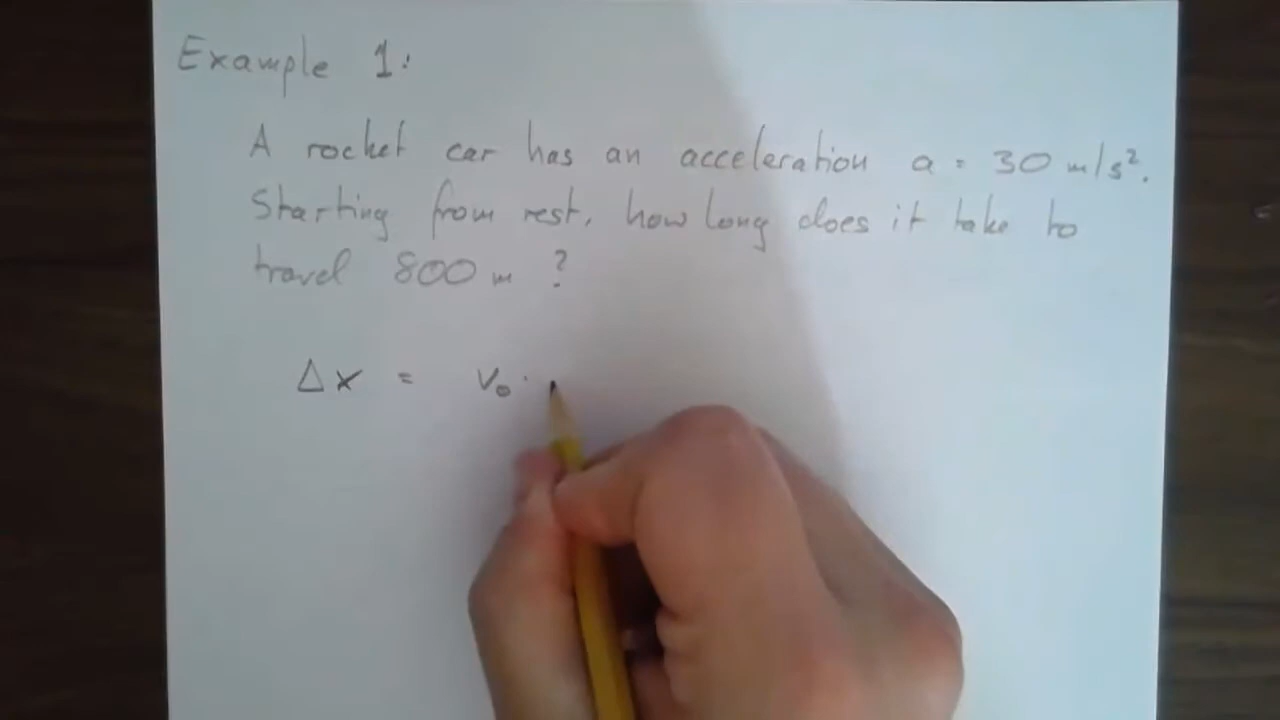 Example 1:
A rocket car has an acceleration a = 30 m/s².
Starting from rest, how long does it take to
travel 800 m ?
Δx = v₀ ·